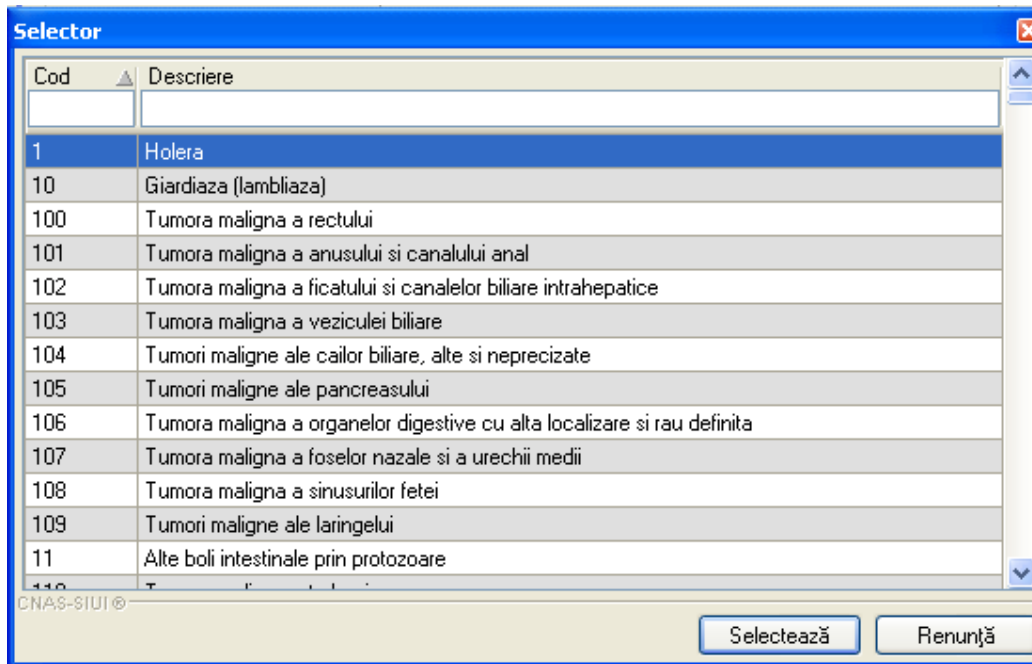 Selector
Cod Descriere
1 Holera
10 Giardiaza (lambliaza)
100 Tumora maligna a rectului
101 Tumora maligna a anusului si canalului anal
102 Tumora maligna a ficatului si canalelor biliare intrahepatice
103 Tumora maligna a veziculei biliare
104 Tumori maligne ale cailor biliare, alte si neprecizate
105 Tumori maligne ale pancreasului
106 Tumora maligna a organelor digestive cu alta localizare si rau definita
107 Tumora maligna a foselor nazale si a urechii medii
108 Tumora maligna a sinusurilor fetei
109 Tumori maligne ale laringelui
11 Alte boli intestinale prin protozoare
CNAS-SIUI®
Selectează Renunţă